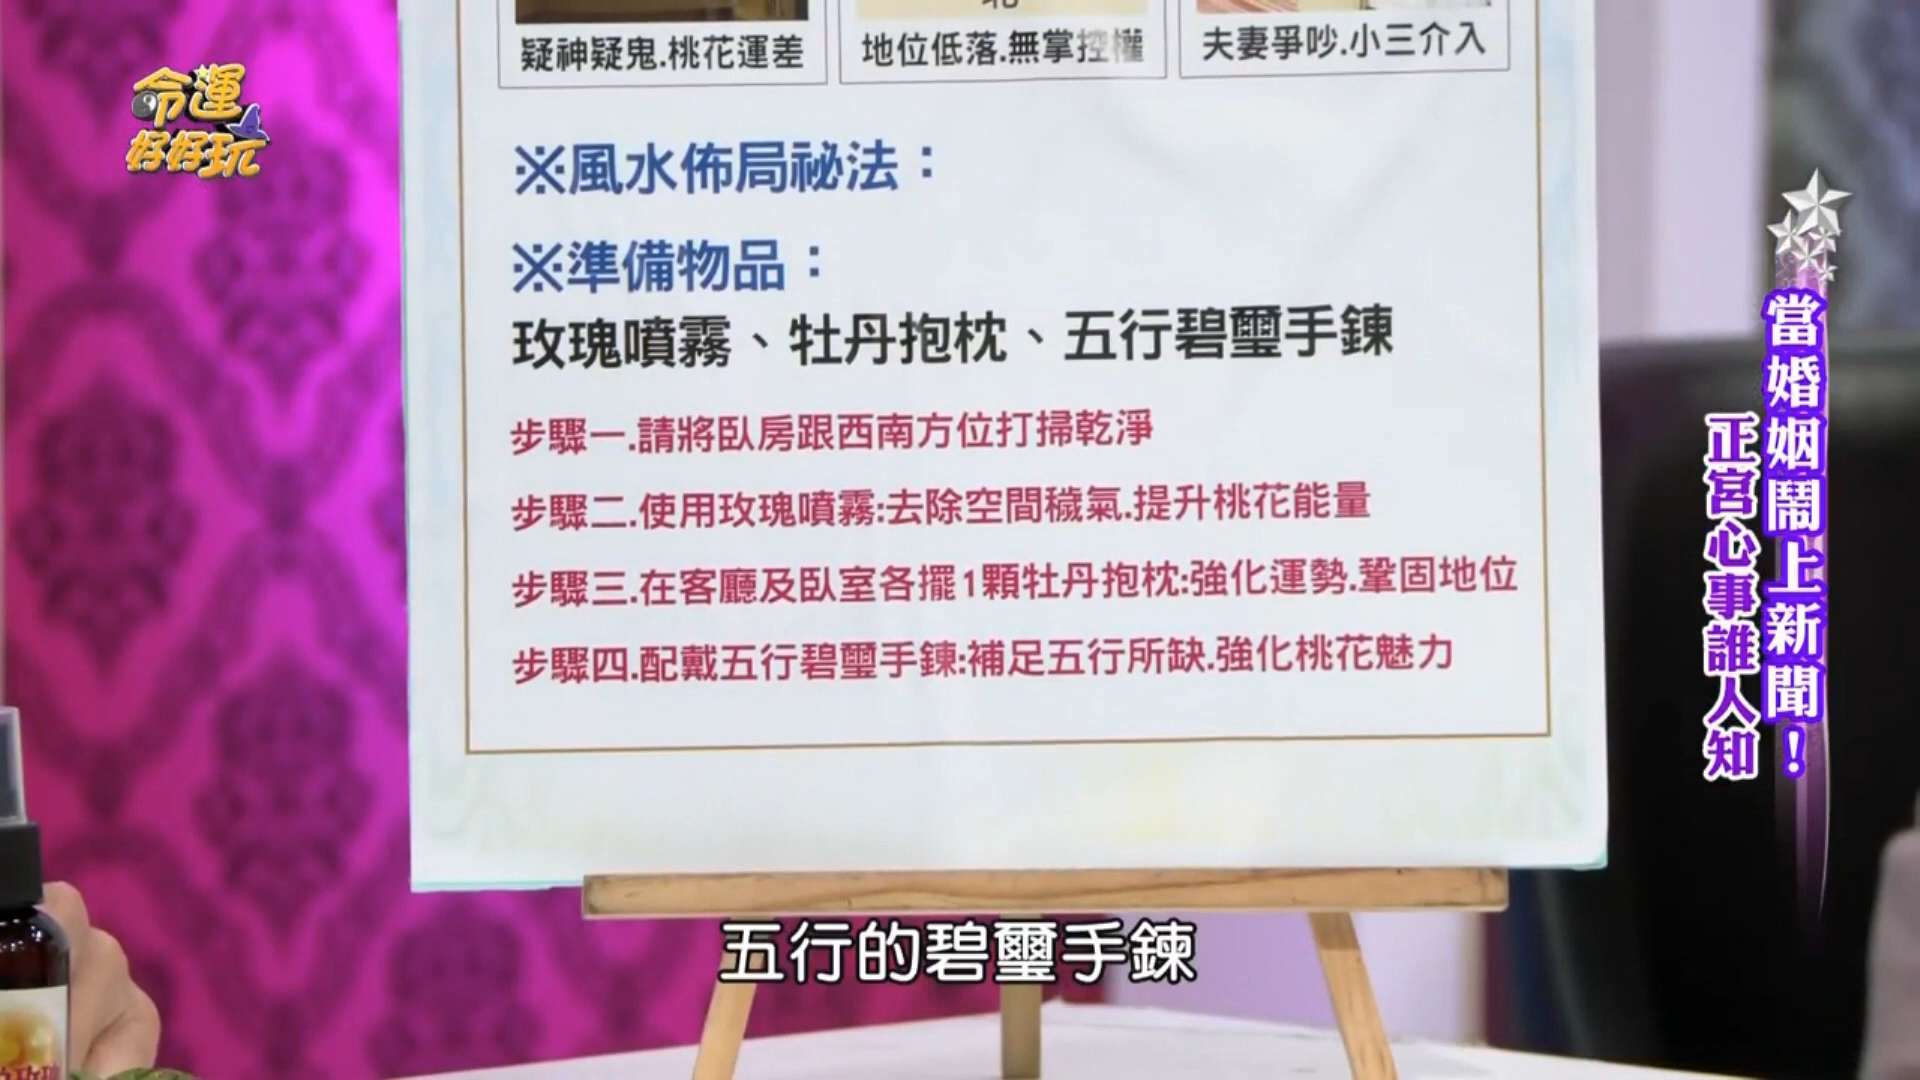 北
疑神疑鬼.桃花運差
地位低落.無掌控權
夫妻爭吵.小三介入
命運
好好玩
※風水佈局祕法：
※準備物品：
玫瑰噴霧、牡丹抱枕、五行碧璽手鍊
步驟一.請將臥房跟西南方位打掃乾淨
步驟二.使用玫瑰噴霧:去除空間穢氣.提升桃花能量
步驟三.在客廳及臥室各擺1顆牡丹抱枕:強化運勢.鞏固地位
步驟四.配戴五行碧璽手鍊:補足五行所缺.強化桃花魅力
當婚姻鬧上新聞！
正宮心事誰人知
五行的碧璽手鍊